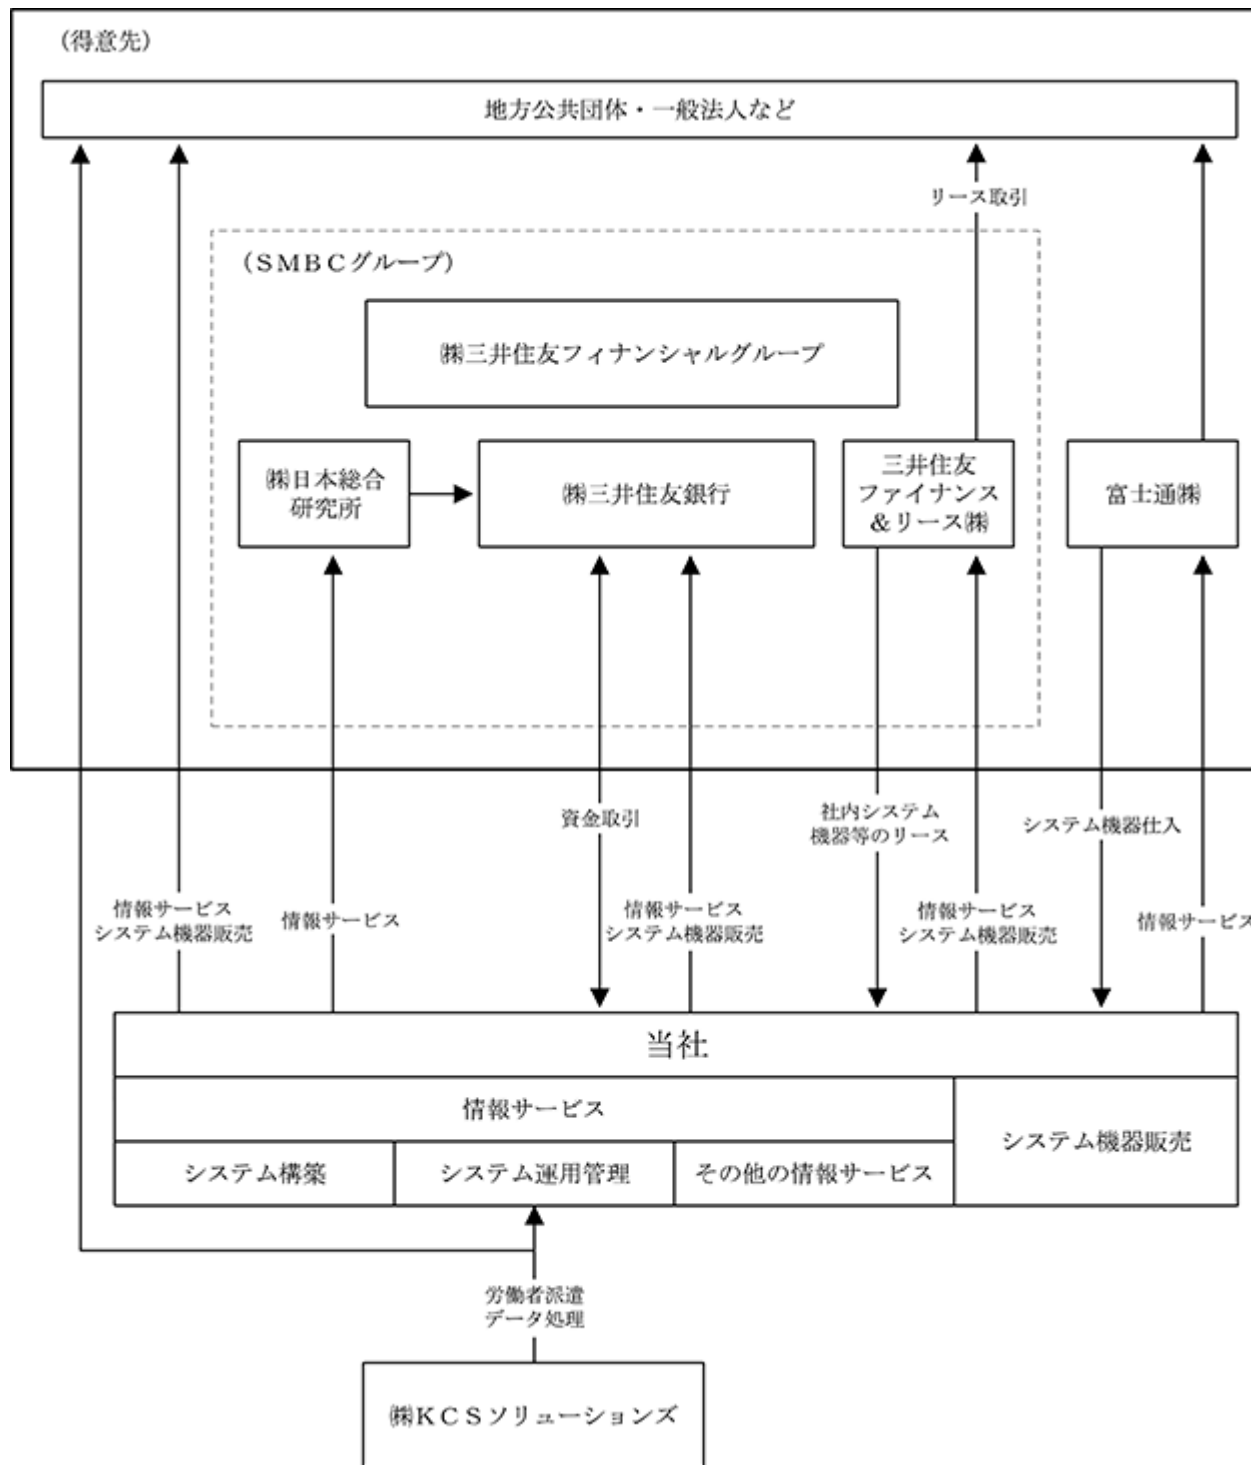 (得意先)
地方公共団体・一般法人など
リース取引
(SMBCグループ)
㈱三井住友フィナンシャルグループ
㈱日本総合
研究所
㈱三井住友銀行
三井住友
ファイナンス
&リース㈱
富士通㈱
資金取引
社内システム
機器等のリース
システム機器仕入
情報サービス
システム機器販売
情報サービス
情報サービス
システム機器販売
情報サービス
システム機器販売
情報サービス
当社
情報サービス
システム機器販売
システム構築
システム運用管理
その他の情報サービス
労働者派遣
データ処理
㈱KCSソリューションズ